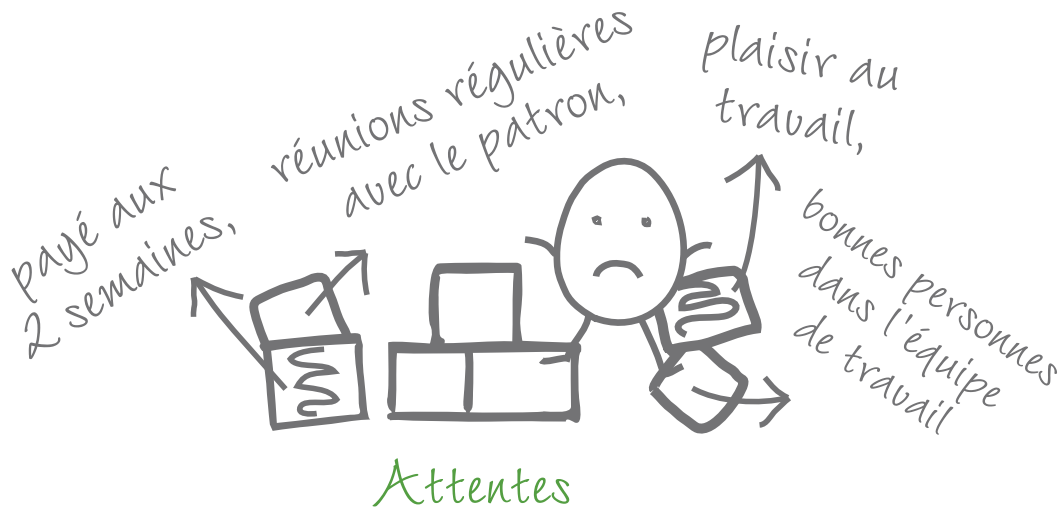 payé aux
2 semaines,
réunions régulières
avec le patron,
plaisir au
travail,
bonnes personnes
dans l'équipe
de travail
Attentes